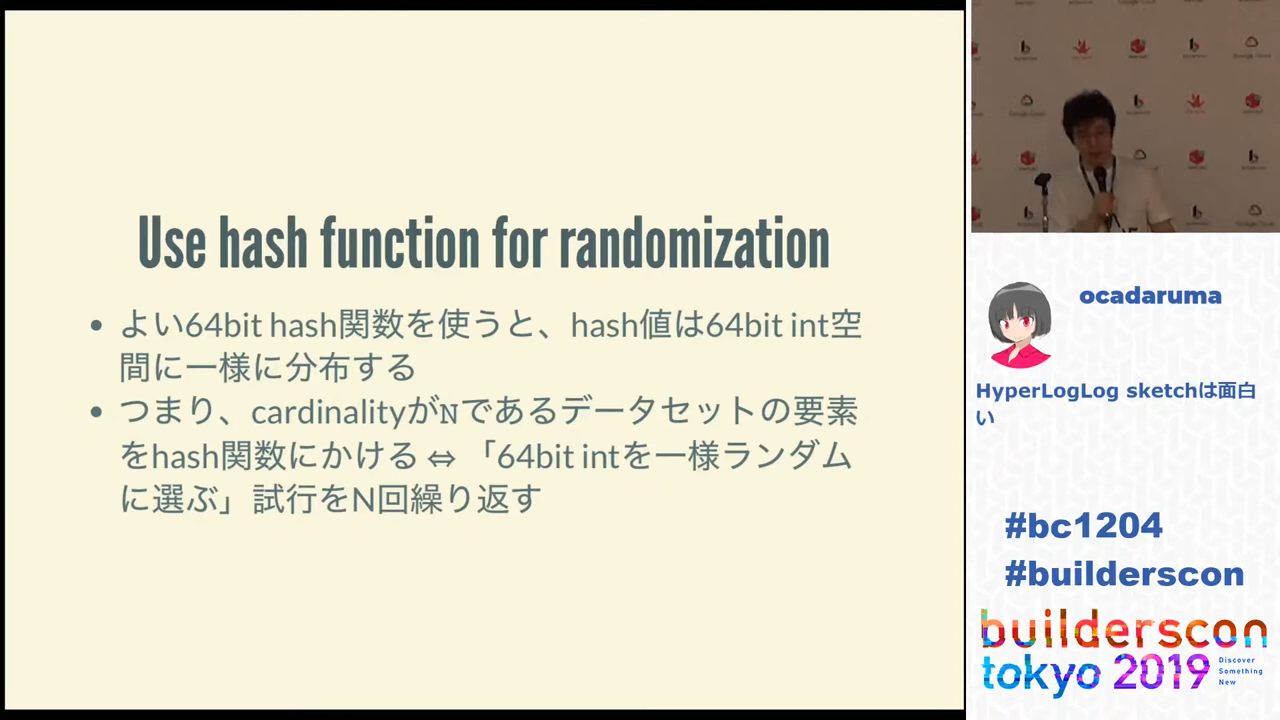 Use hash function for randomization
• よい64bit hash関数を使うと、hash値は64bit int空
間に一様に分布する
• つまり、cardinalityがNであるデータセットの要素
をhash関数にかける ⇔ 「64bit intを一様ランダム
に選ぶ」試行をN回繰り返す
ocadaruma
HyperLogLog sketchは面白
い
#bc1204
#builderscon
builderscon
tokyo 2019
Discover
Something
New